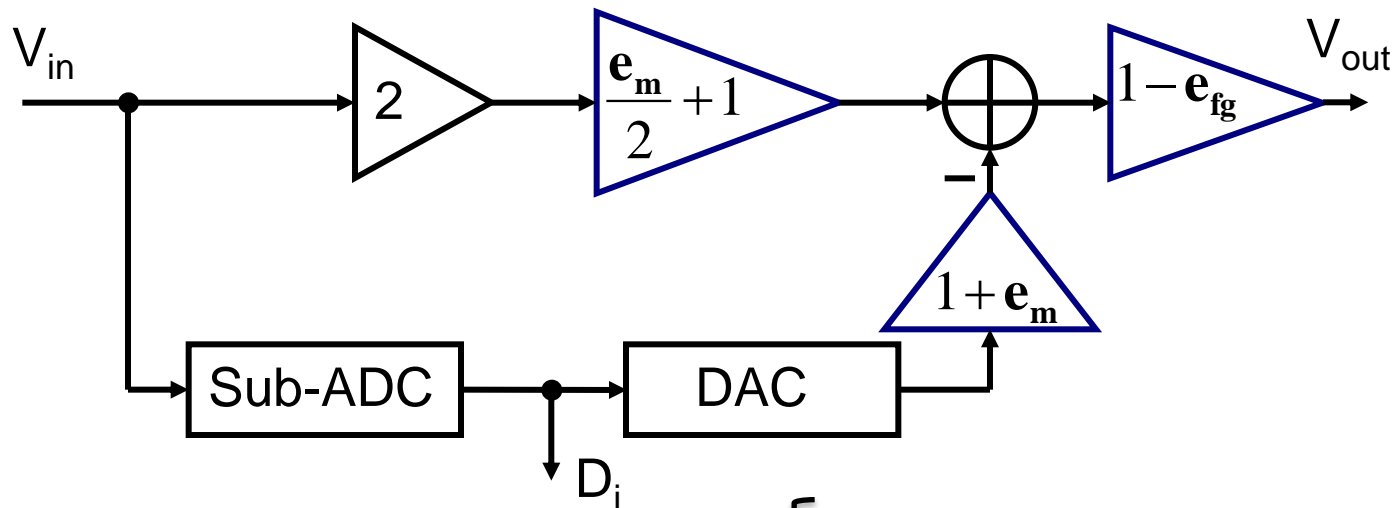 V_in
2
e_m/2 + 1
1 − e_fg
V_out
−
1 + e_m
Sub-ADC
DAC
D_i